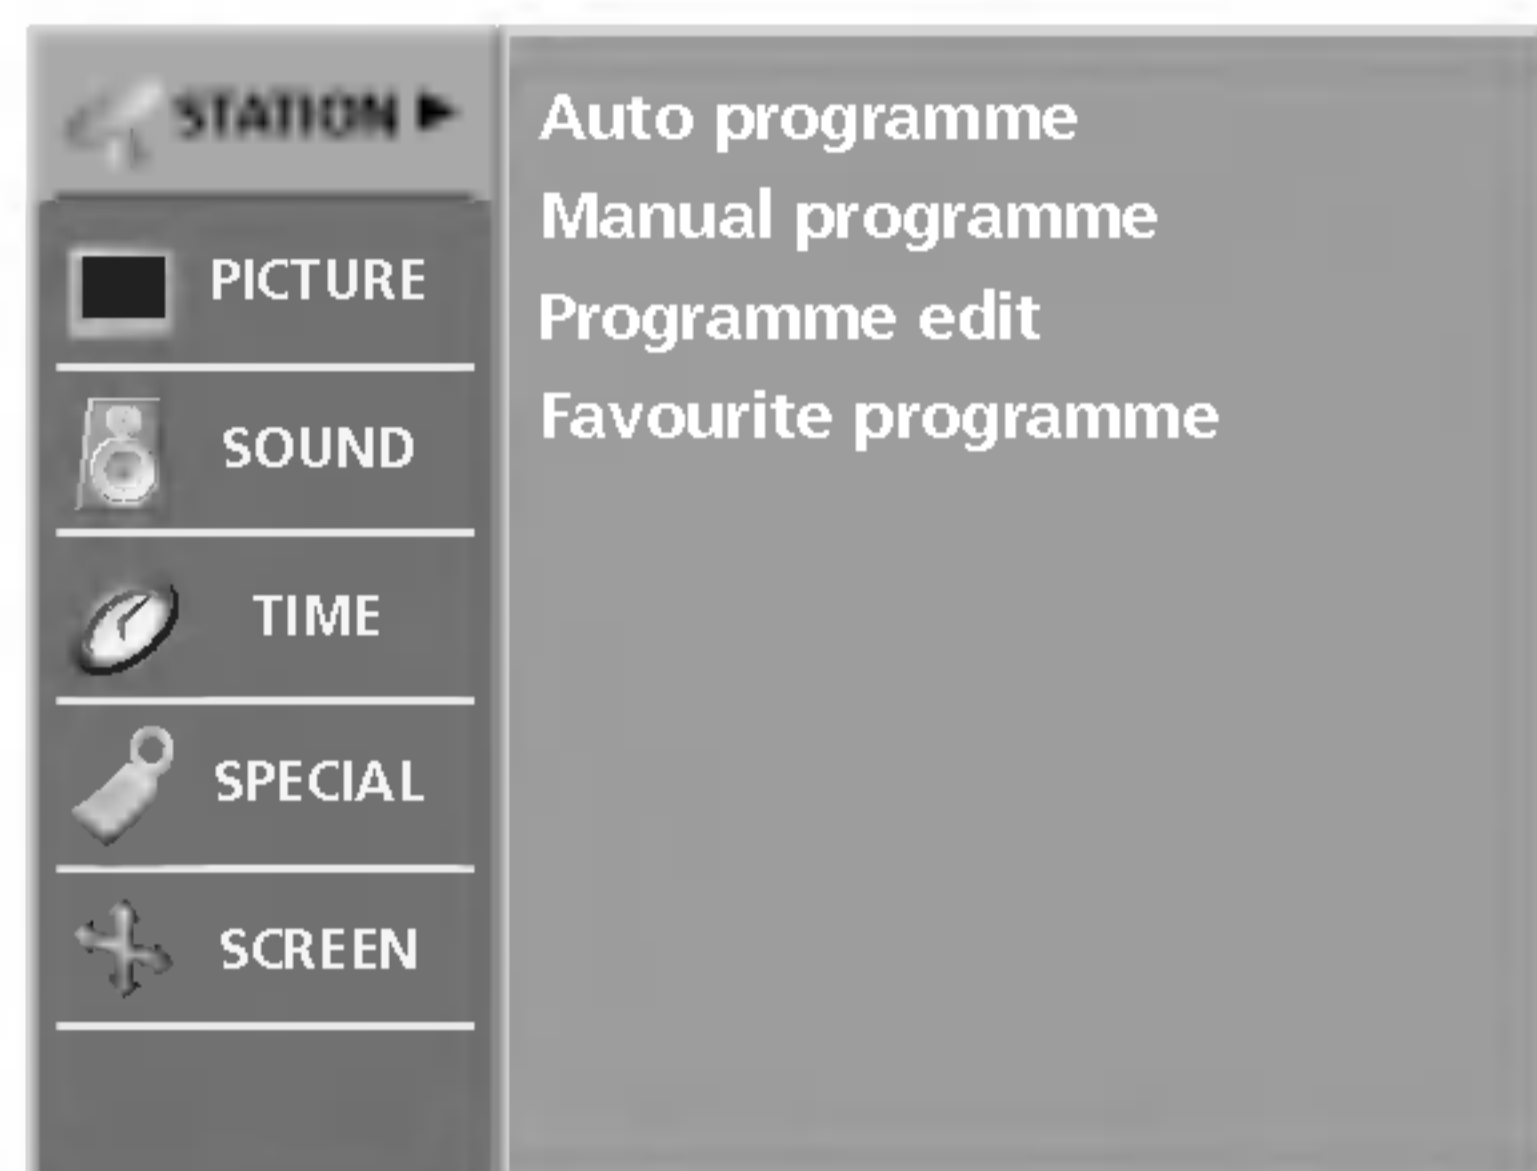 STATION ▶
PICTURE
SOUND
TIME
SPECIAL
SCREEN
Auto programme
Manual programme
Programme edit
Favourite programme